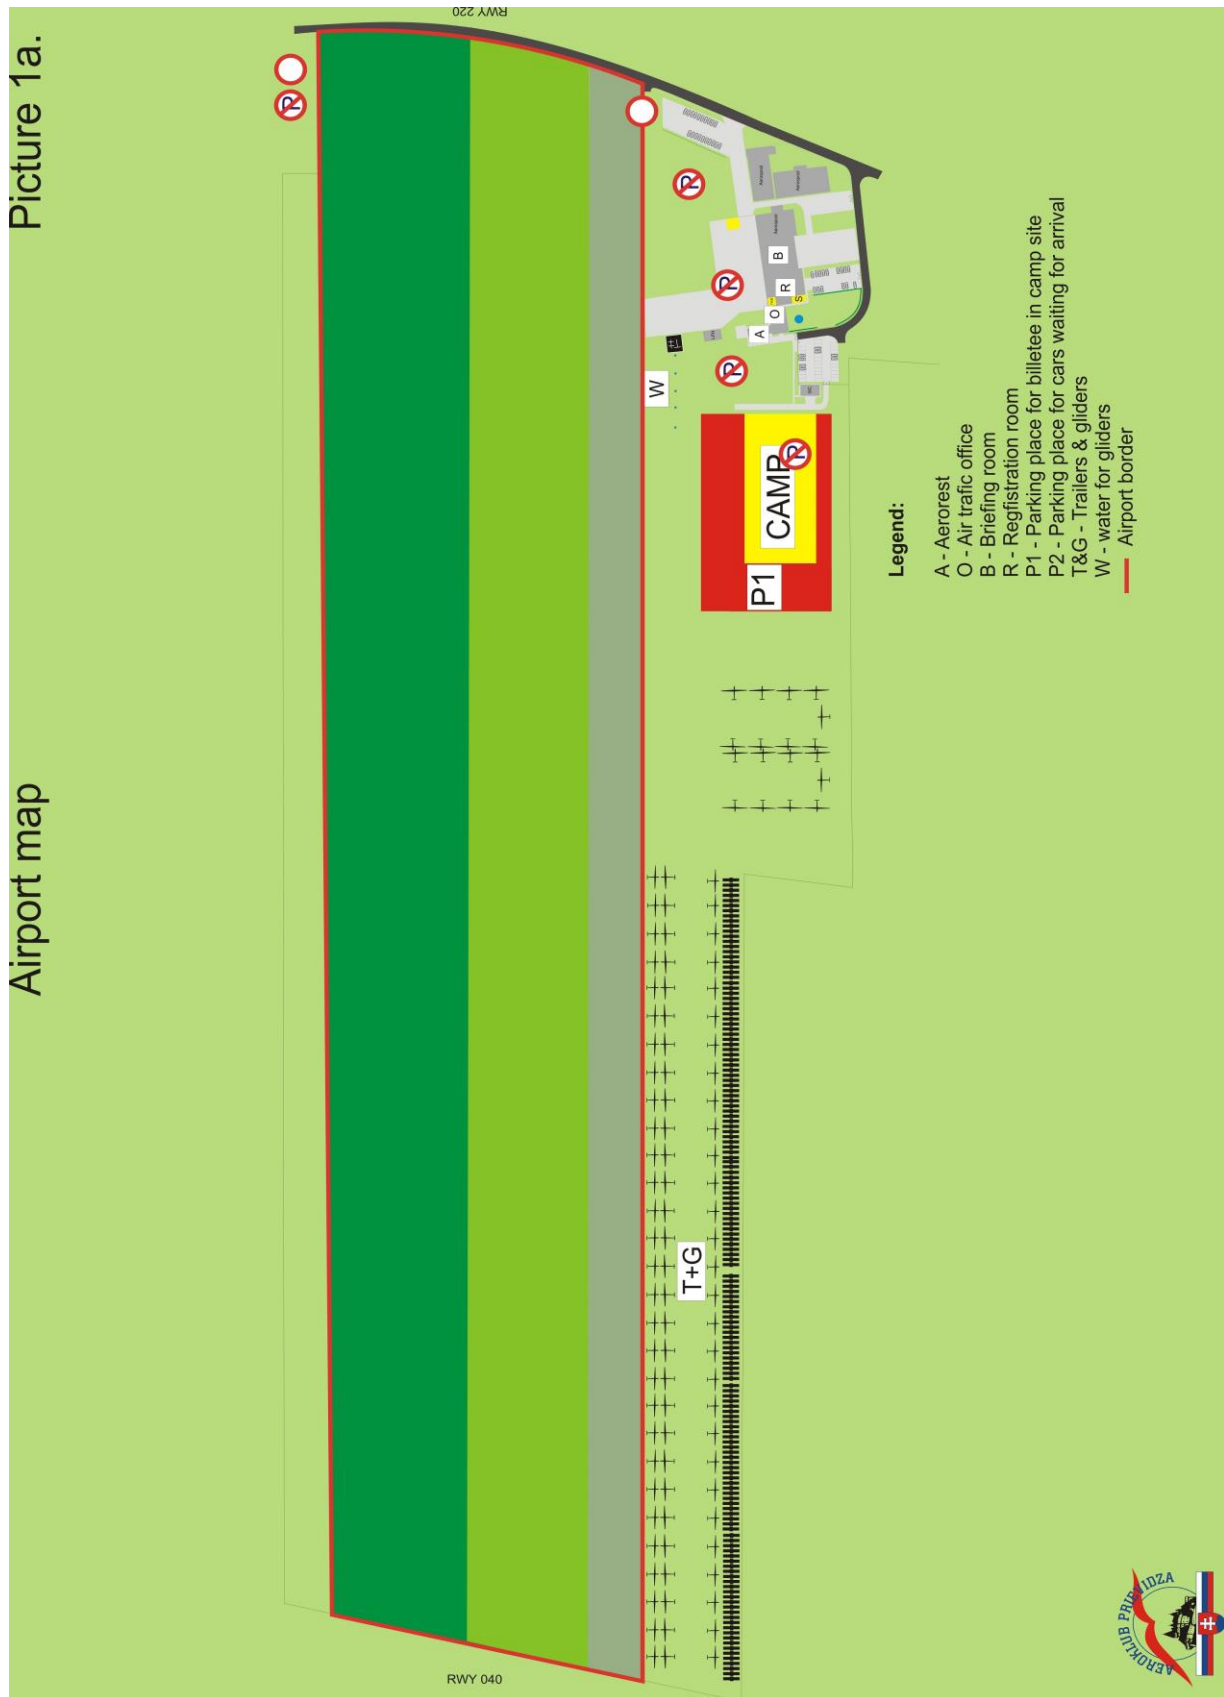 Airport map
Picture 1a.
RWY 040
RWY 220
P
P
P
P
P
T+G
W
A
O
R
B
S
P1
CAMP
Legend:
A - Aerorest
O - Air trafic office
B - Briefing room
R - Regfistration room
P1 - Parking place for billetee in camp site
P2 - Parking place for cars waiting for arrival
T&G - Trailers & gliders
W - water for gliders
Airport border
AEROKLUB PRIEVIDZA